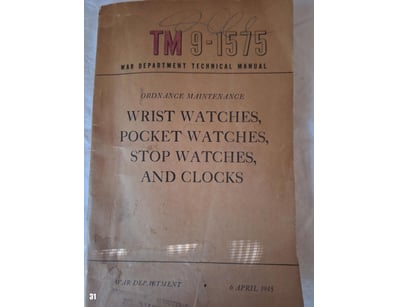 TM 9-1575
WAR DEPARTMENT TECHNICAL MANUAL
ORDNANCE MAINTENANCE
WRIST WATCHES,
POCKET WATCHES,
STOP WATCHES,
AND CLOCKS
WAR DEPARTMENT 6 APRIL 1945
31